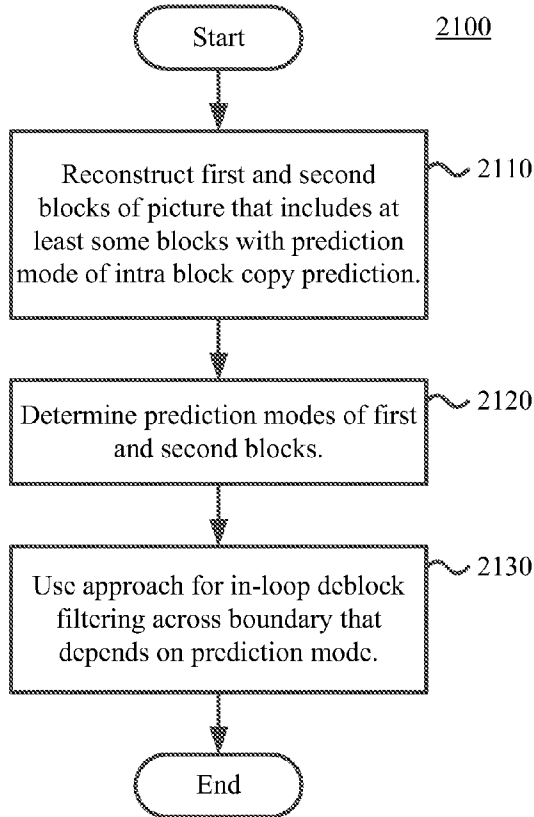 Start
2100
Reconstruct first and second
blocks of picture that includes at
least some blocks with prediction
mode of intra block copy prediction.
2110
Determine prediction modes of first
and second blocks.
2120
Use approach for in-loop deblock
filtering across boundary that
depends on prediction mode.
2130
End